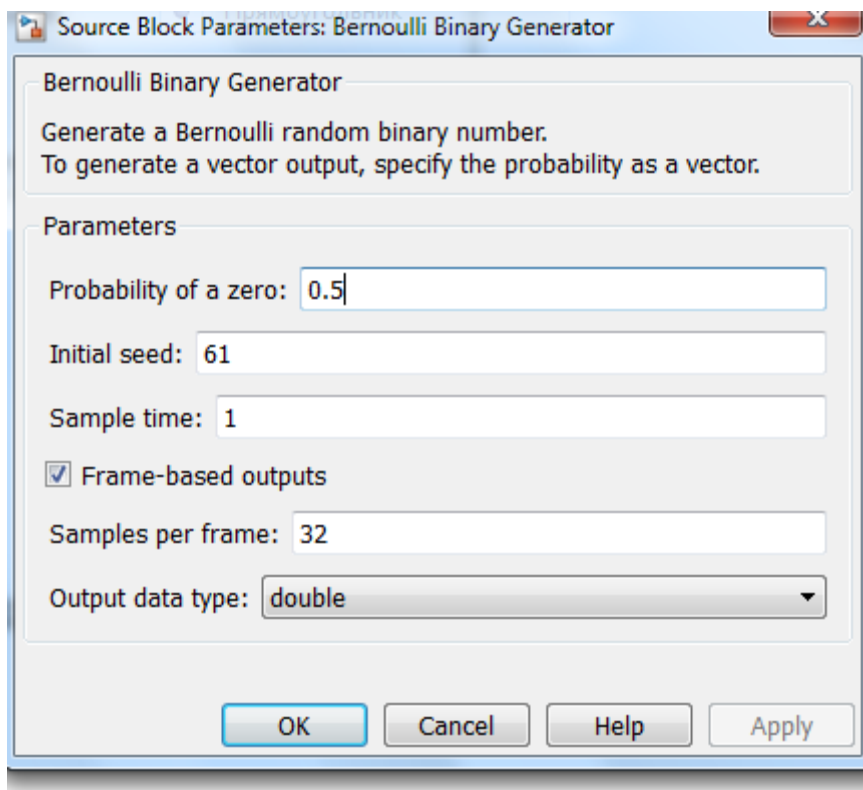 Прямоугольник
Source Block Parameters: Bernoulli Binary Generator
Bernoulli Binary Generator
Generate a Bernoulli random binary number.
To generate a vector output, specify the probability as a vector.
Parameters
Probability of a zero: 0.5
Initial seed: 61
Sample time: 1
Frame-based outputs
Samples per frame: 32
Output data type: double
OK Cancel Help Apply